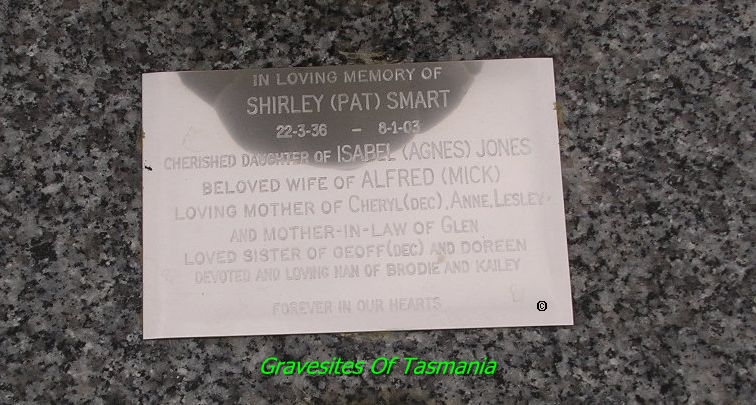 IN LOVING MEMORY OF
SHIRLEY (PAT) SMART
22-3-36 - 8-1-03
CHERISHED DAUGHTER OF ISABEL (AGNES) JONES
BELOVED WIFE OF ALFRED (MICK)
LOVING MOTHER OF CHERYL(DEC), ANNE, LESLEY
AND MOTHER-IN-LAW OF GLEN
LOVED SISTER OF GEOFF(DEC) AND DOREEN
DEVOTED AND LOVING NAN OF BRODIE AND KAILEY
FOREVER IN OUR HEARTS
©
Gravesites Of Tasmania